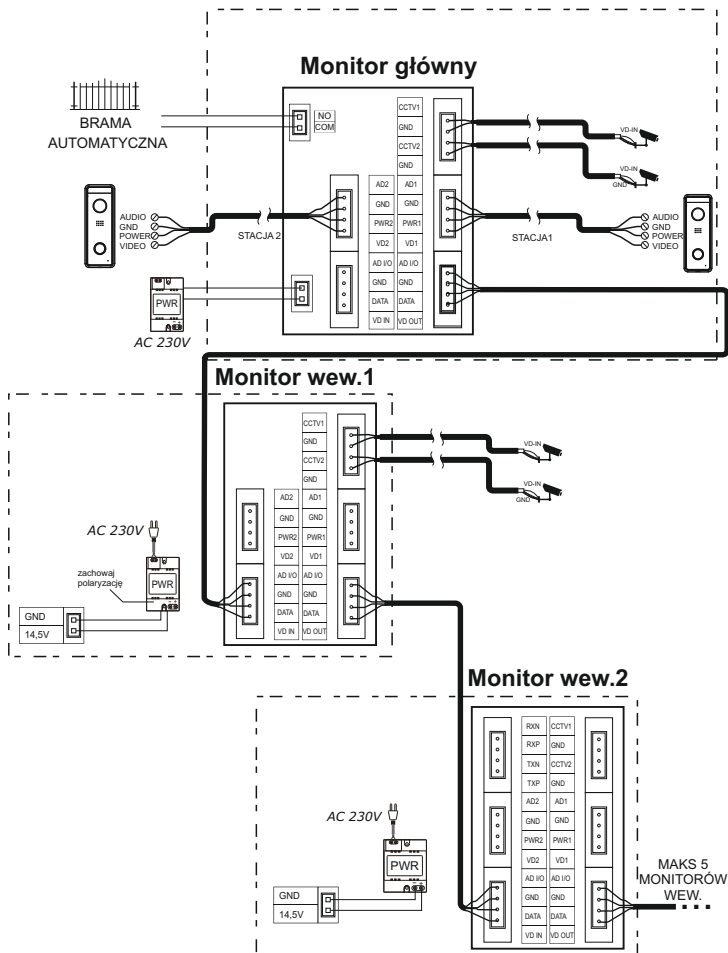 Monitor główny
BRAMA
AUTOMATYCZNA
NO
COM
CCTV1
GND
CCTV2
GND
AD2 AD1
GND GND
PWR2 PWR1
VD2 VD1
AD I/O AD I/O
GND GND
DATA DATA
VD IN VD OUT
VD-IN
VD-IN
GND
AUDIO
GND
POWER
VIDEO
STACJA 2
STACJA1
AUDIO
GND
POWER
VIDEO
PWR
AC 230V
Monitor wew.1
CCTV1
GND
CCTV2
GND
AD2 AD1
GND GND
PWR2 PWR1
VD2 VD1
AD I/O AD I/O
GND GND
DATA DATA
VD IN VD OUT
VD-IN
VD-IN
GND
AC 230V
zachowaj
polaryzację
PWR
GND
14,5V
Monitor wew.2
RXN CCTV1
RXP GND
TXN CCTV2
TXP GND
AD2 AD1
GND GND
PWR2 PWR1
VD2 VD1
AD I/O AD I/O
GND GND
DATA DATA
VD IN VD OUT
AC 230V
PWR
GND
14,5V
MAKS 5
MONITORÓW
WEW.